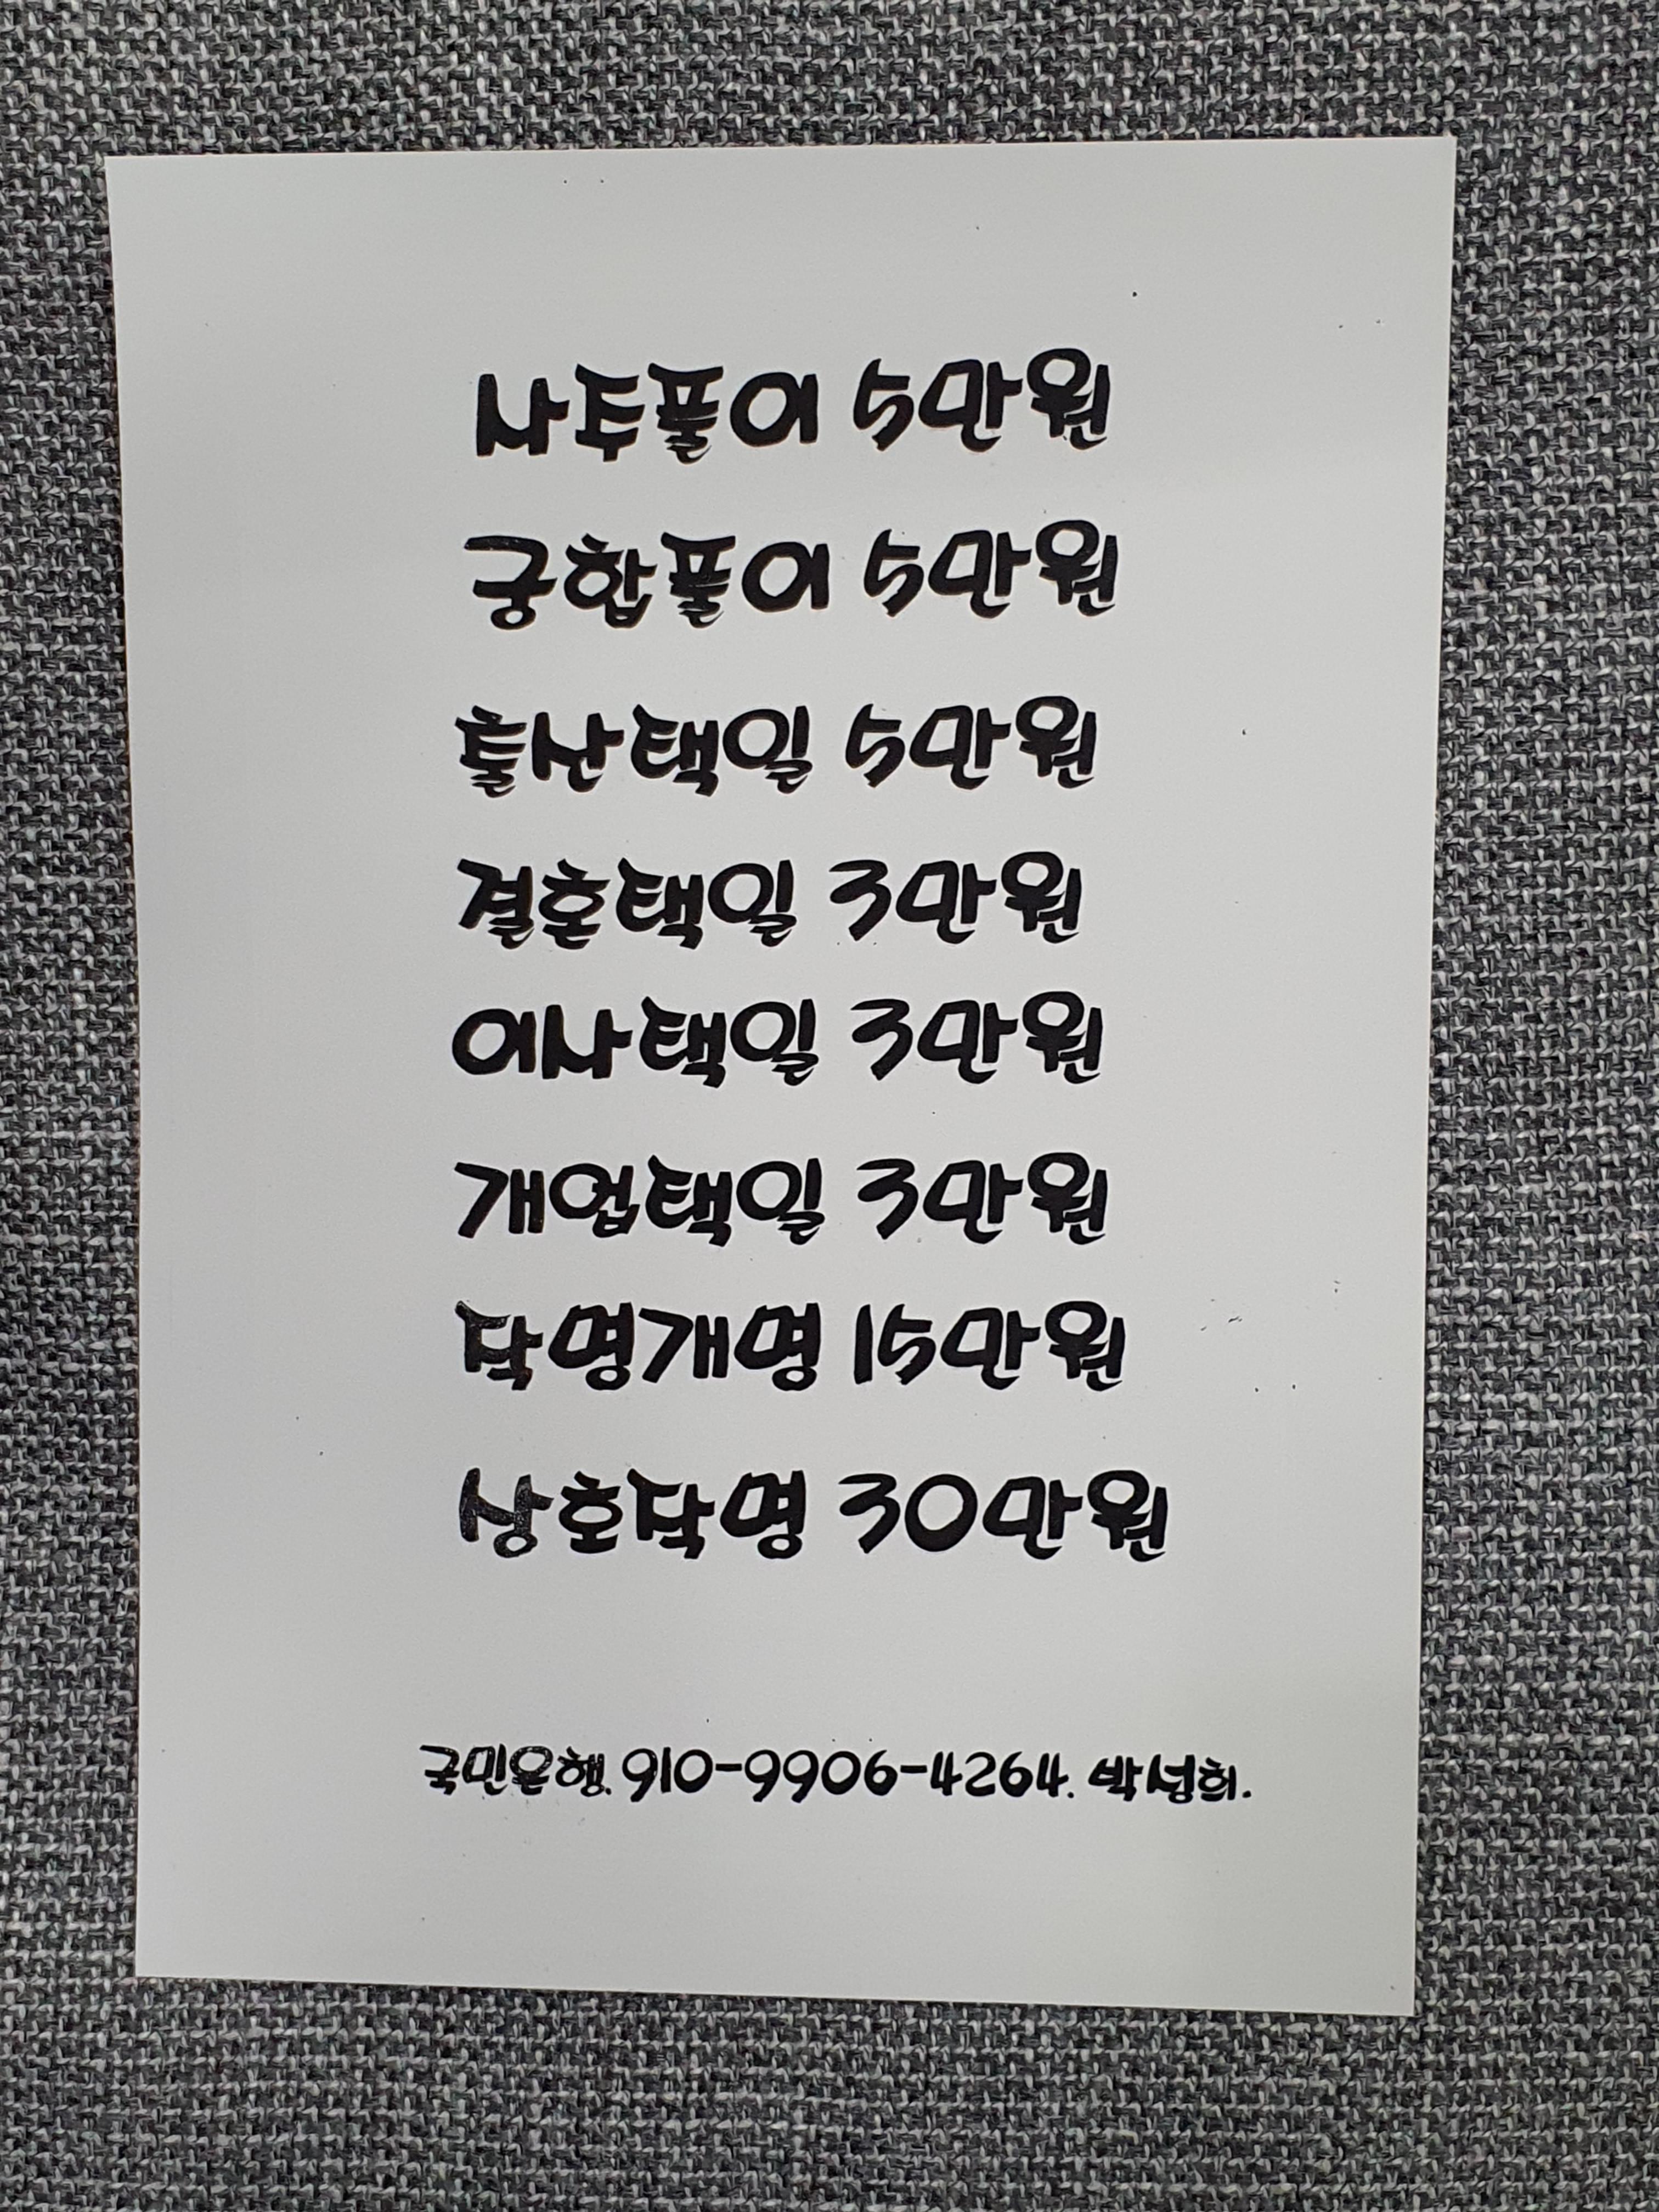 사주풀이 5만원
궁합풀이 5만원
출산택일 5만원
결혼택일 3만원
이사택일 3만원
개업택일 3만원
작명개명 15만원
상호작명 30만원
국민은행. 910-9906-4264. 박성희.